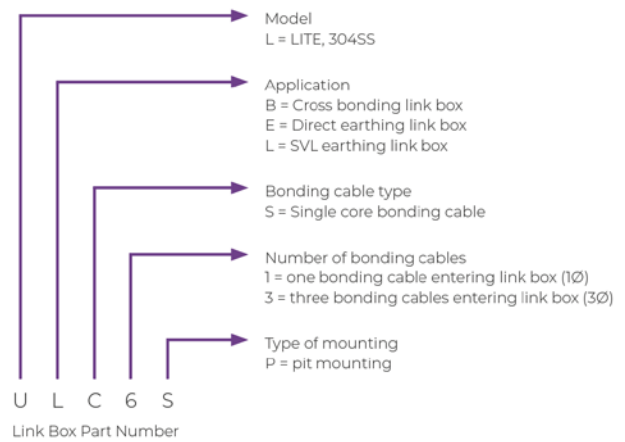 Model
L = LITE, 304SS
Application
B = Cross bonding link box
E = Direct earthing link box
L = SVL earthing link box
Bonding cable type
S = Single core bonding cable
Number of bonding cables
1 = one bonding cable entering link box (1Ø)
3 = three bonding cables entering link box (3Ø)
Type of mounting
P = pit mounting
U L C 6 S
Link Box Part Number